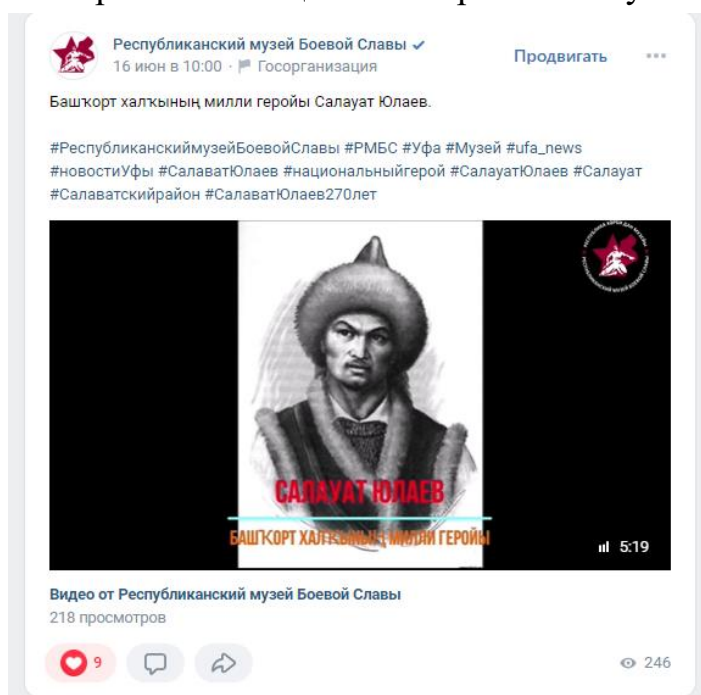 Республиканский музей Боевой Славы
16 июн в 10:00 · Госорганизация
Продвигать
Башҡорт халҡының милли геройы Салауат Юлаев.
#РеспубликанскиймузейБоевойСлавы #РМБС #Уфа #Музей #ufa_news
#новостиУфы #СалаватЮлаев #национальныйгерой #СалауатЮлаев #Салауат
#Салаватскийрайон #СалаватЮлаев270лет
САЛАУАТ ЮЛАЕВ
БАШҠОРТ ХАЛҠЫНЫҢ МИЛЛИ ГЕРОЙЫ
5:19
Видео от Республиканский музей Боевой Славы
218 просмотров
9
246